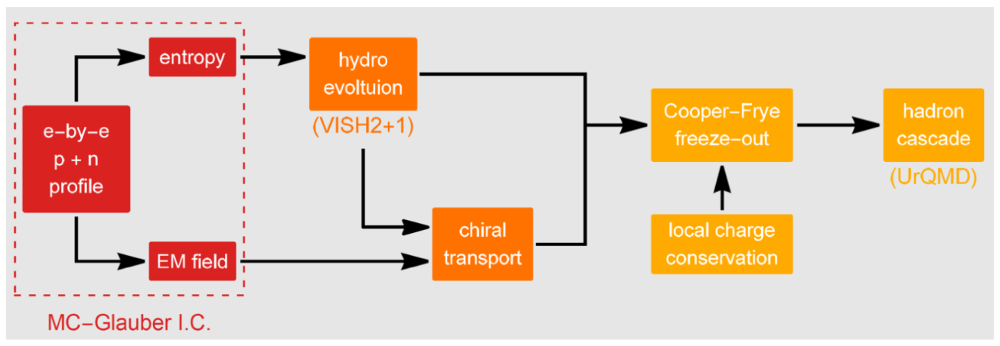 entropy
e−by−e
p + n
profile
EM field
MC−Glauber I.C.
hydro
evoltuion
(VISH2+1)
chiral
transport
Cooper−Frye
freeze−out
local charge
conservation
hadron
cascade
(UrQMD)